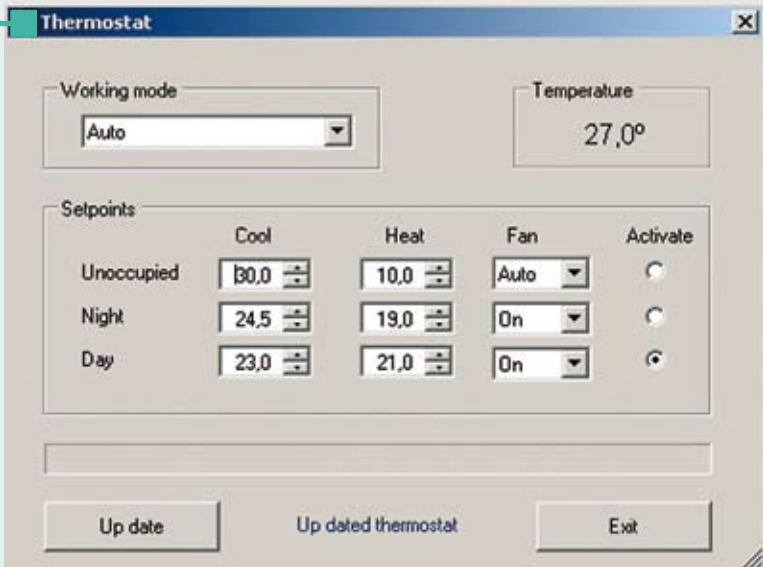 Thermostat
Working mode
Auto
Temperature
27,0º
Setpoints
Cool Heat Fan Activate
Unoccupied 30,0 10,0 Auto
Night 24,5 19,0 On
Day 23,0 21,0 On
Up date Up dated thermostat Exit